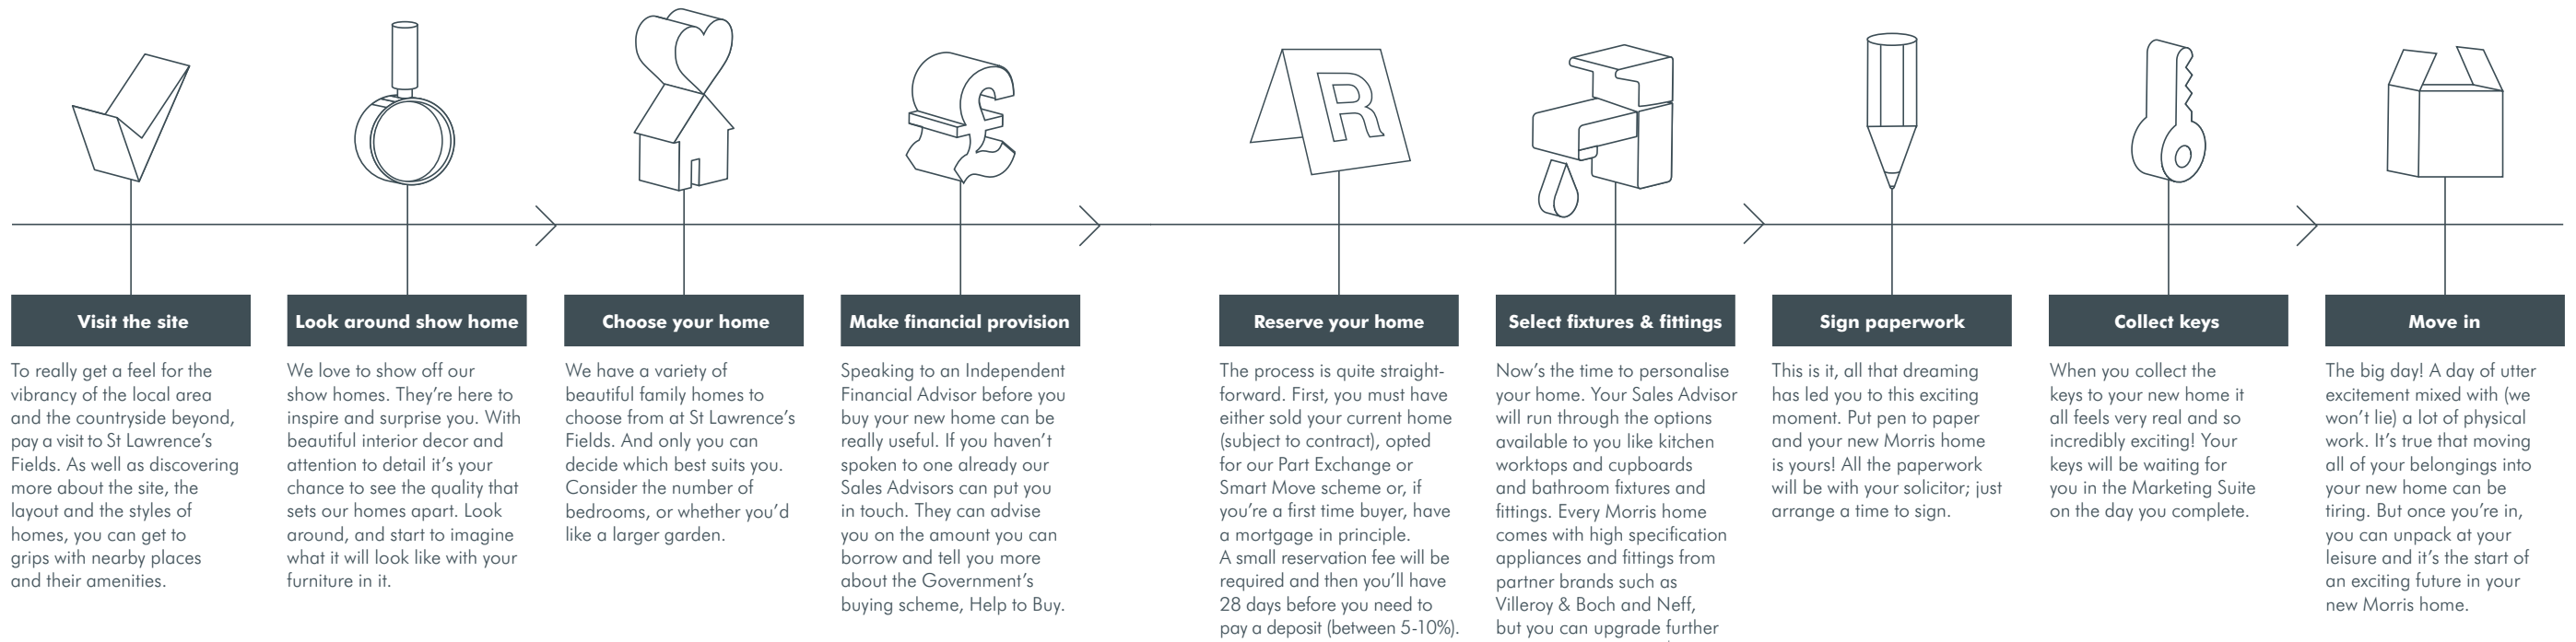 R
Visit the site
To really get a feel for the
vibrancy of the local area
and the countryside beyond,
pay a visit to St Lawrence's
Fields. As well as discovering
more about the site, the
layout and the styles of
homes, you can get to
grips with nearby places
and their amenities.
Look around show home
We love to show off our
show homes. They're here to
inspire and surprise you. With
beautiful interior decor and
attention to detail it's your
chance to see the quality that
sets our homes apart. Look
around, and start to imagine
what it will look like with your
furniture in it.
Choose your home
We have a variety of
beautiful family homes to
choose from at St Lawrence's
Fields. And only you can
decide which best suits you.
Consider the number of
bedrooms, or whether you'd
like a larger garden.
Make financial provision
Speaking to an Independent
Financial Advisor before you
buy your new home can be
really useful. If you haven't
spoken to one already our
Sales Advisors can put you
in touch. They can advise
you on the amount you can
borrow and tell you more
about the Government's
buying scheme, Help to Buy.
Reserve your home
The process is quite straight-
forward. First, you must have
either sold your current home
(subject to contract), opted
for our Part Exchange or
Smart Move scheme or, if
you're a first time buyer, have
a mortgage in principle.
A small reservation fee will be
required and then you'll have
28 days before you need to
pay a deposit (between 5-10%).
Select fixtures & fittings
Now's the time to personalise
your home. Your Sales Advisor
will run through the options
available to you like kitchen
worktops and cupboards
and bathroom fixtures and
fittings. Every Morris home
comes with high specification
appliances and fittings from
partner brands such as
Villeroy & Boch and Neff,
but you can upgrade further
Sign paperwork
This is it, all that dreaming
has led you to this exciting
moment. Put pen to paper
and your new Morris home
is yours! All the paperwork
will be with your solicitor; just
arrange a time to sign.
Collect keys
When you collect the
keys to your new home it
all feels very real and so
incredibly exciting! Your
keys will be waiting for
you in the Marketing Suite
on the day you complete.
Move in
The big day! A day of utter
excitement mixed with (we
won't lie) a lot of physical
work. It's true that moving
all of your belongings into
your new home can be
tiring. But once you're in,
you can unpack at your
leisure and it's the start of
an exciting future in your
new Morris home.